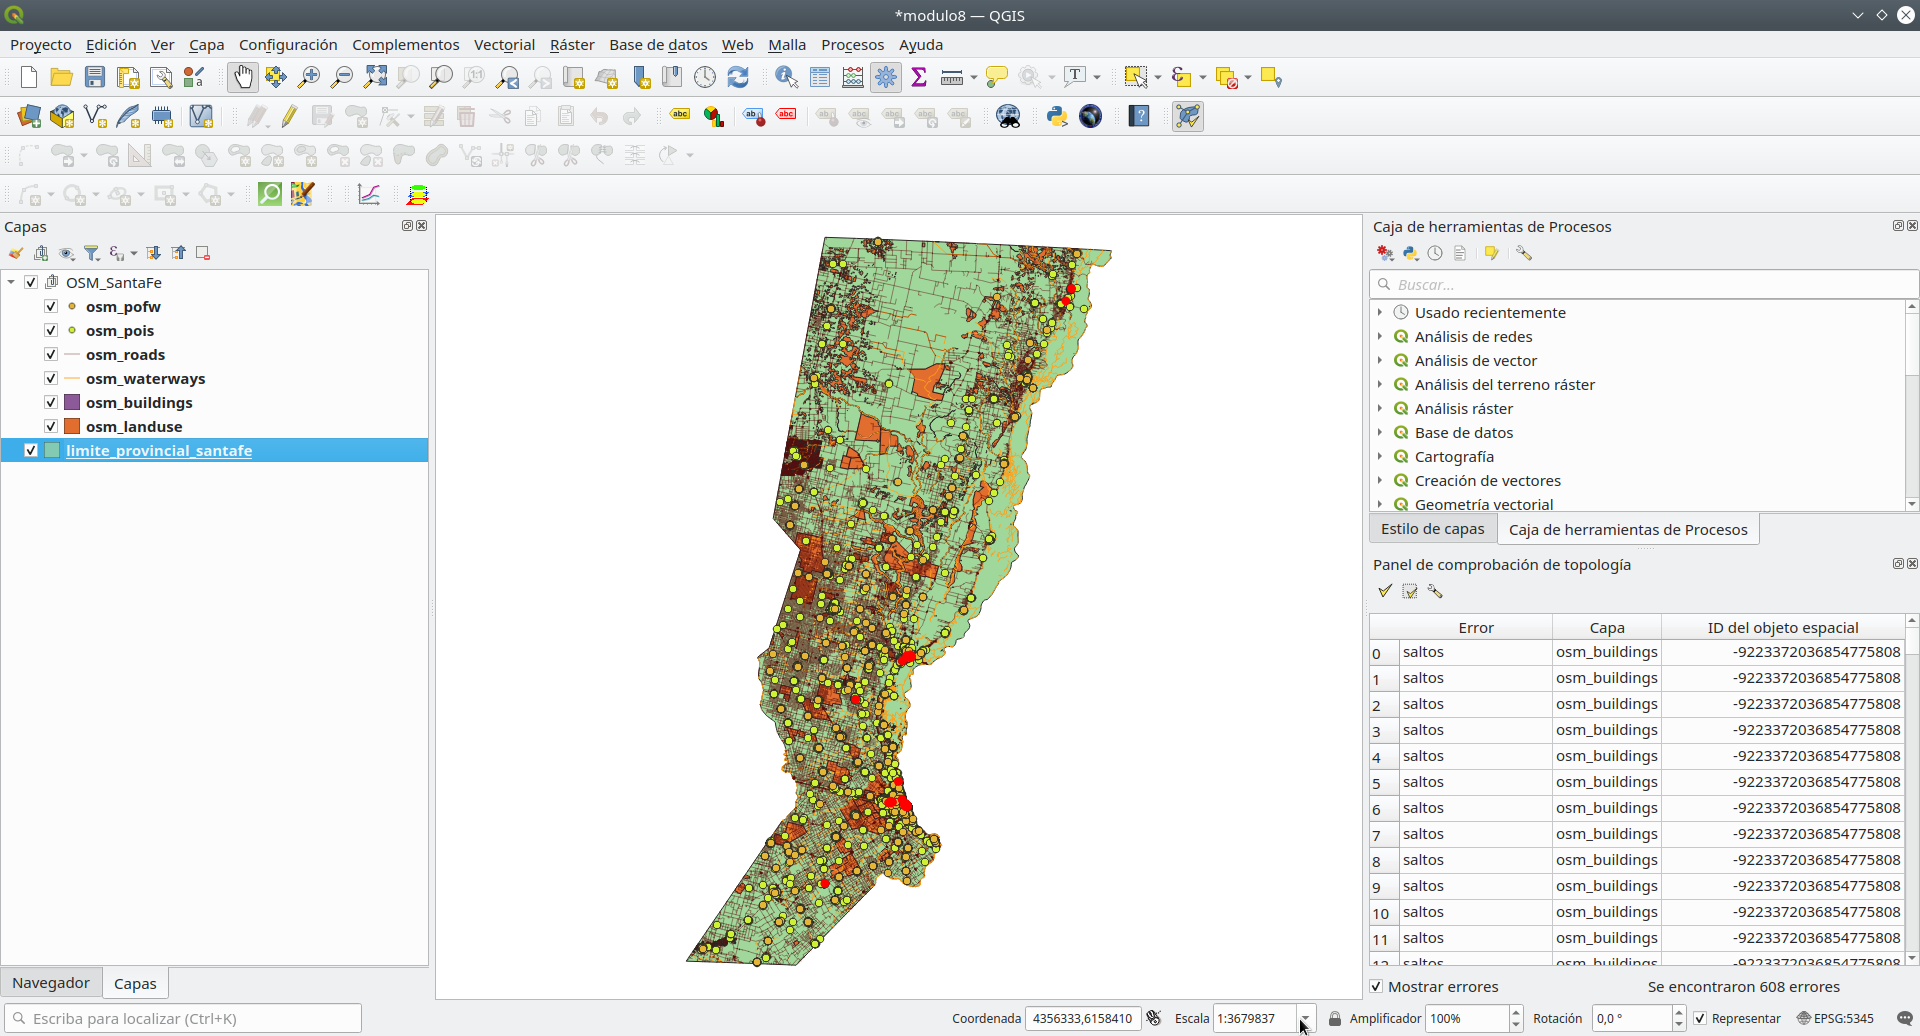 *modulo8 — QGIS
Proyecto Edición Ver Capa Configuración Complementos Vectorial Ráster Base de datos Web Malla Procesos Ayuda
Capas
OSM_SantaFe
osm_pofw
osm_pois
osm_roads
osm_waterways
osm_buildings
osm_landuse
limite_provincial_santafe
Navegador Capas
Escriba para localizar (Ctrl+K)
Caja de herramientas de Procesos
Buscar...
Usado recientemente
Análisis de redes
Análisis de vector
Análisis del terreno ráster
Análisis ráster
Base de datos
Cartografía
Creación de vectores
Geometría vectorial
Estilo de capas Caja de herramientas de Procesos
Panel de comprobación de topología
Error Capa ID del objeto espacial
0 saltos osm_buildings -9223372036854775808
1 saltos osm_buildings -9223372036854775808
2 saltos osm_buildings -9223372036854775808
3 saltos osm_buildings -9223372036854775808
4 saltos osm_buildings -9223372036854775808
5 saltos osm_buildings -9223372036854775808
6 saltos osm_buildings -9223372036854775808
7 saltos osm_buildings -9223372036854775808
8 saltos osm_buildings -9223372036854775808
9 saltos osm_buildings -9223372036854775808
10 saltos osm_buildings -9223372036854775808
11 saltos osm_buildings -9223372036854775808
12 saltos osm_buildings -9223372036854775808
Mostrar errores Se encontraron 608 errores
Coordenada 4356333,6158410 Escala 1:3679837 Amplificador 100% Rotación 0,0 ° Representar EPSG:5345